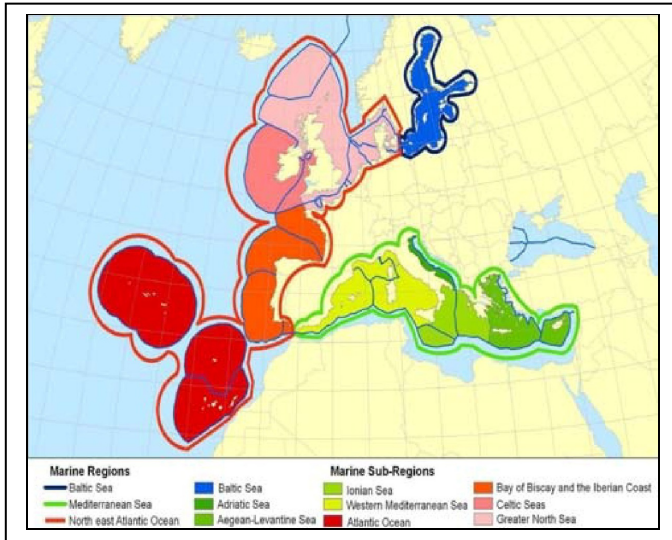 Marine Regions
Baltic Sea
Mediterranean Sea
North east Atlantic Ocean
Baltic Sea
Adriatic Sea
Aegean-Levantine Sea
Marine Sub-Regions
Ionian Sea
Western Mediterranean Sea
Atlantic Ocean
Bay of Biscay and the Iberian Coast
Celtic Seas
Greater North Sea